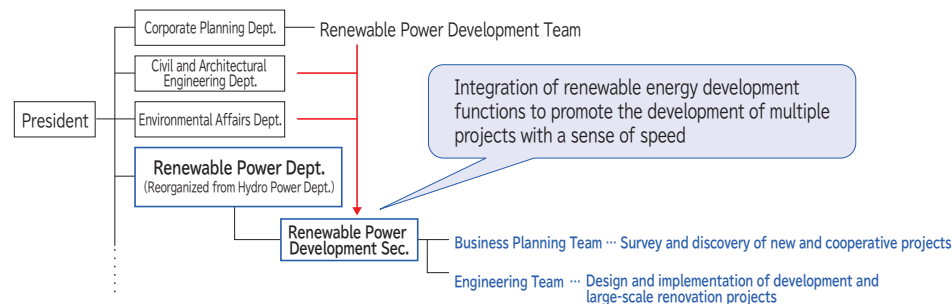 Corporate Planning Dept.
Renewable Power Development Team
Civil and Architectural
Engineering Dept.
President
Environmental Affairs Dept.
Integration of renewable energy development
functions to promote the development of multiple
projects with a sense of speed
Renewable Power Dept.
(Reorganized from Hydro Power Dept.)
Renewable Power
Development Sec.
Business Planning Team ··· Survey and discovery of new and cooperative projects
Engineering Team ··· Design and implementation of development and
large-scale renovation projects